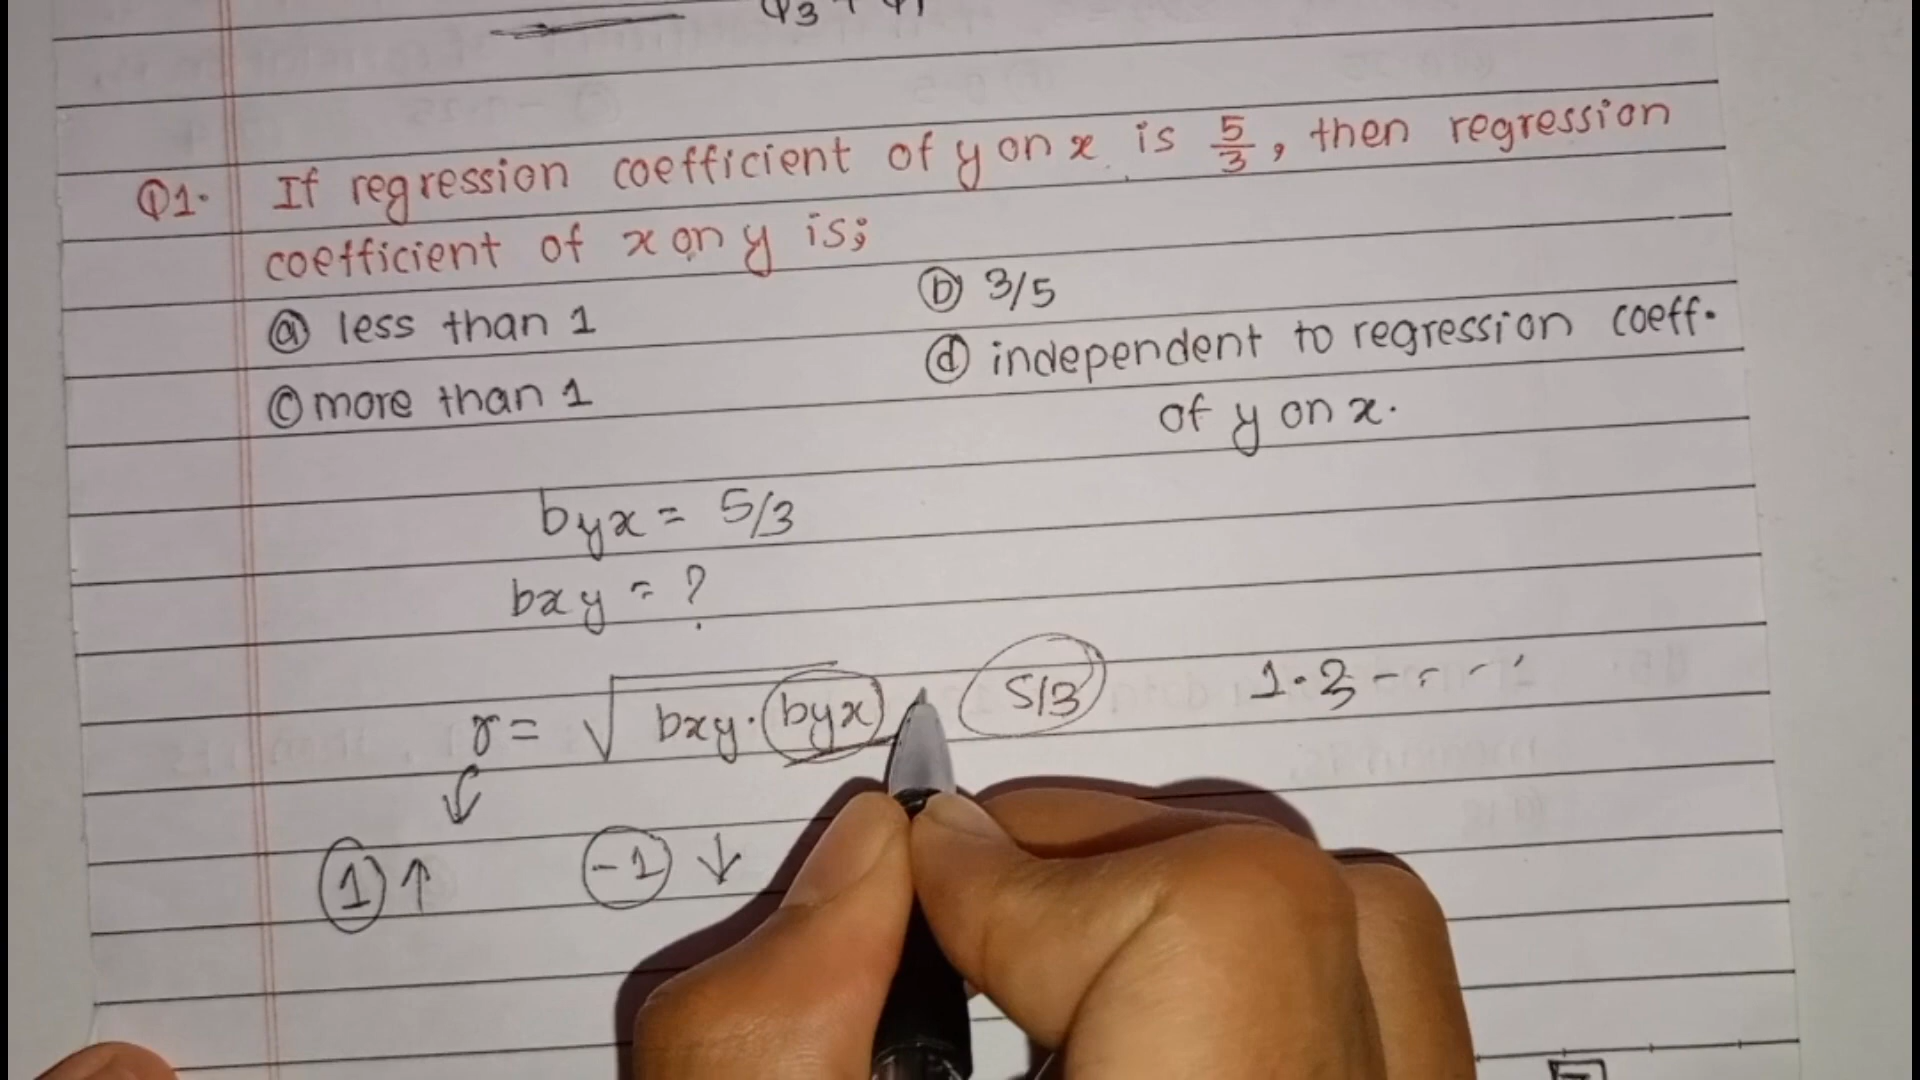 Q1. If regression coefficient of y on x is 5/3, then regression
coefficient of x on y is;
ⓐ less than 1
ⓑ 3/5
ⓒ more than 1
ⓓ independent to regression coeff.
of y on x.
byx = 5/3
bxy = ?
r = √bxy · byx 5/3 1.3 - - - -
1 ↑ -1 ↓